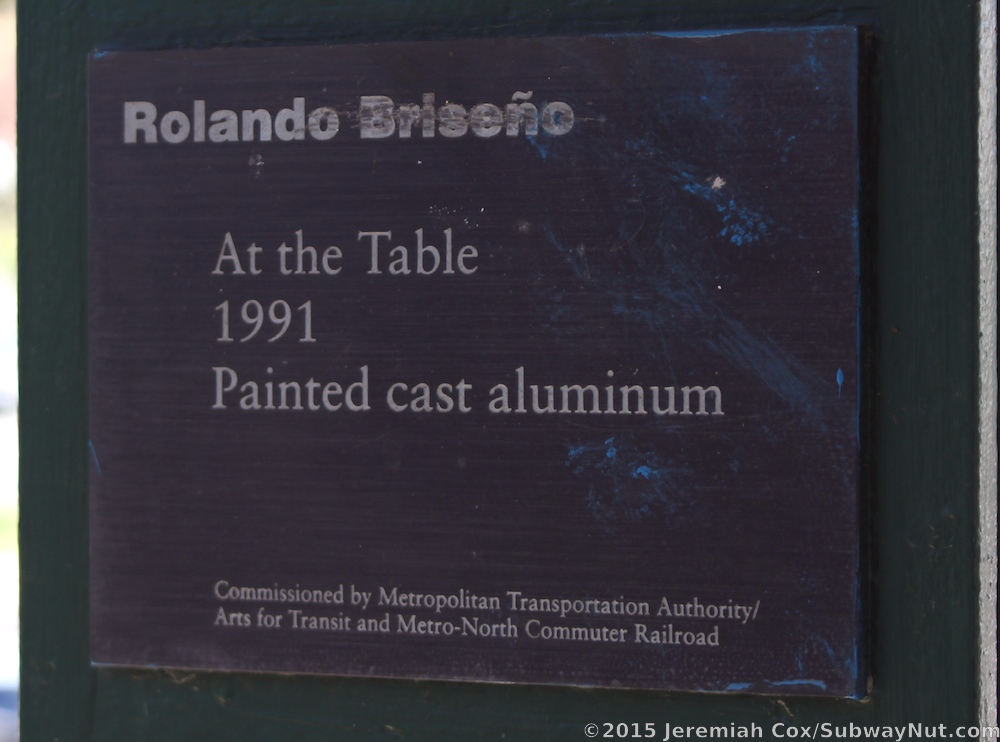 Rolando Briseño
At the Table
1991
Painted cast aluminum
Commissioned by Metropolitan Transportation Authority/
Arts for Transit and Metro-North Commuter Railroad
©2015 Jeremiah Cox/SubwayNut.com